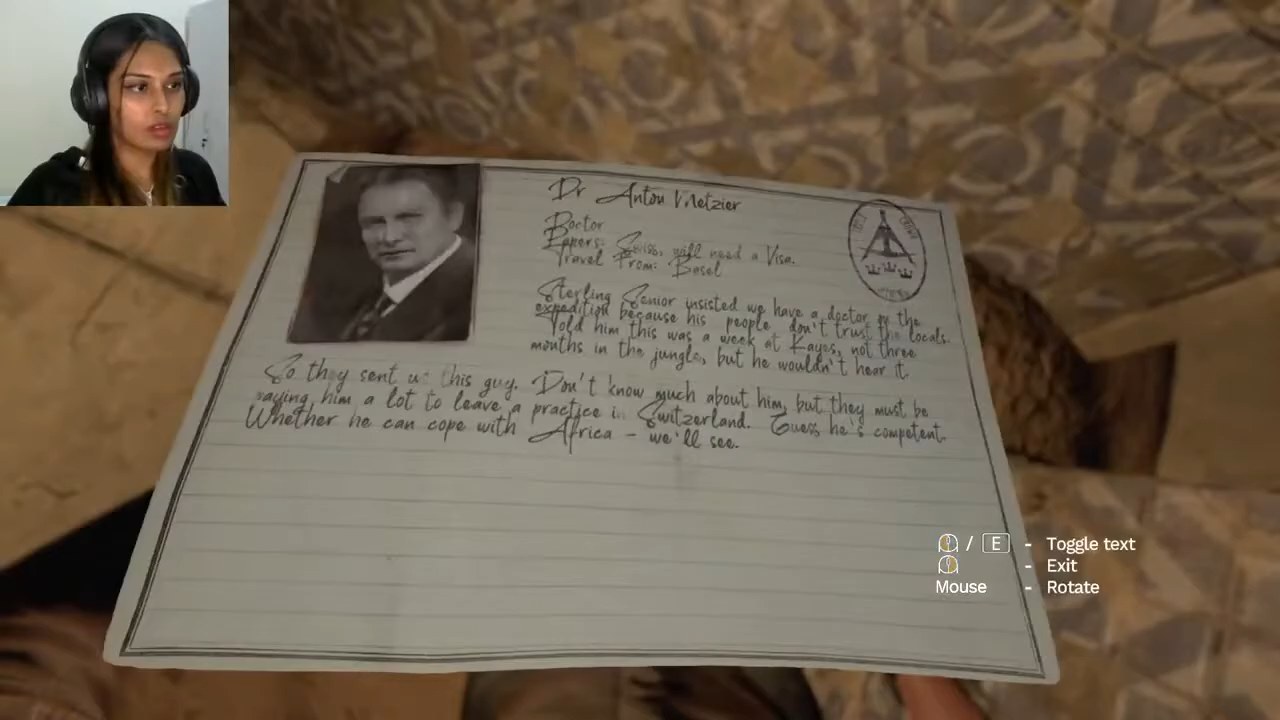 Dr Anton Metzier
Doctor
Papers: Swiss, will need a Visa.
Travel From: Basel
Sterling Senior insisted we have a doctor on the
expedition because his people don't trust the locals.
Told him this was a week at Kayes, not three
months in the jungle, but he wouldn't hear it.
So they sent us this guy. Don't know much about him, but they must be
paying him a lot to leave a practice in Switzerland. Guess he's competent.
Whether he can cope with Africa - we'll see.
/ E - Toggle text
- Exit
Mouse - Rotate